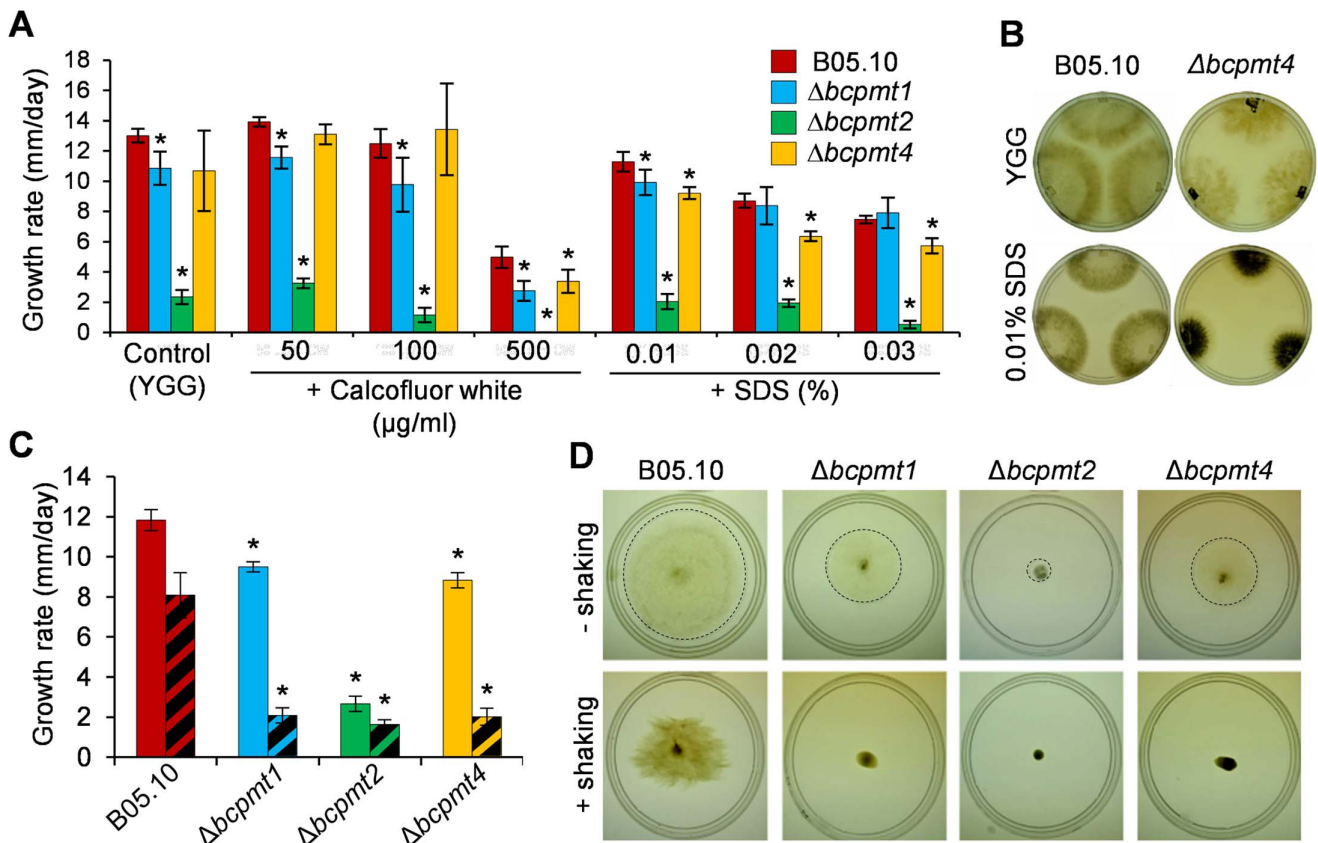 A
18
16
14
12
10
8
6
4
2
0
Growth rate (mm/day)
B05.10
Δbcpmt1
Δbcpmt2
Δbcpmt4
* * * * * * * * * * * * * * * *
Control
(YGG)
50 100 500
+ Calcofluor white
(µg/ml)
0.01 0.02 0.03
+ SDS (%)
B
B05.10 Δbcpmt4
YGG
0.01% SDS
C
14
12
10
8
6
4
2
0
Growth rate (mm/day)
* * * * * *
B05.10 Δbcpmt1 Δbcpmt2 Δbcpmt4
D
B05.10 Δbcpmt1 Δbcpmt2 Δbcpmt4
- shaking
+ shaking